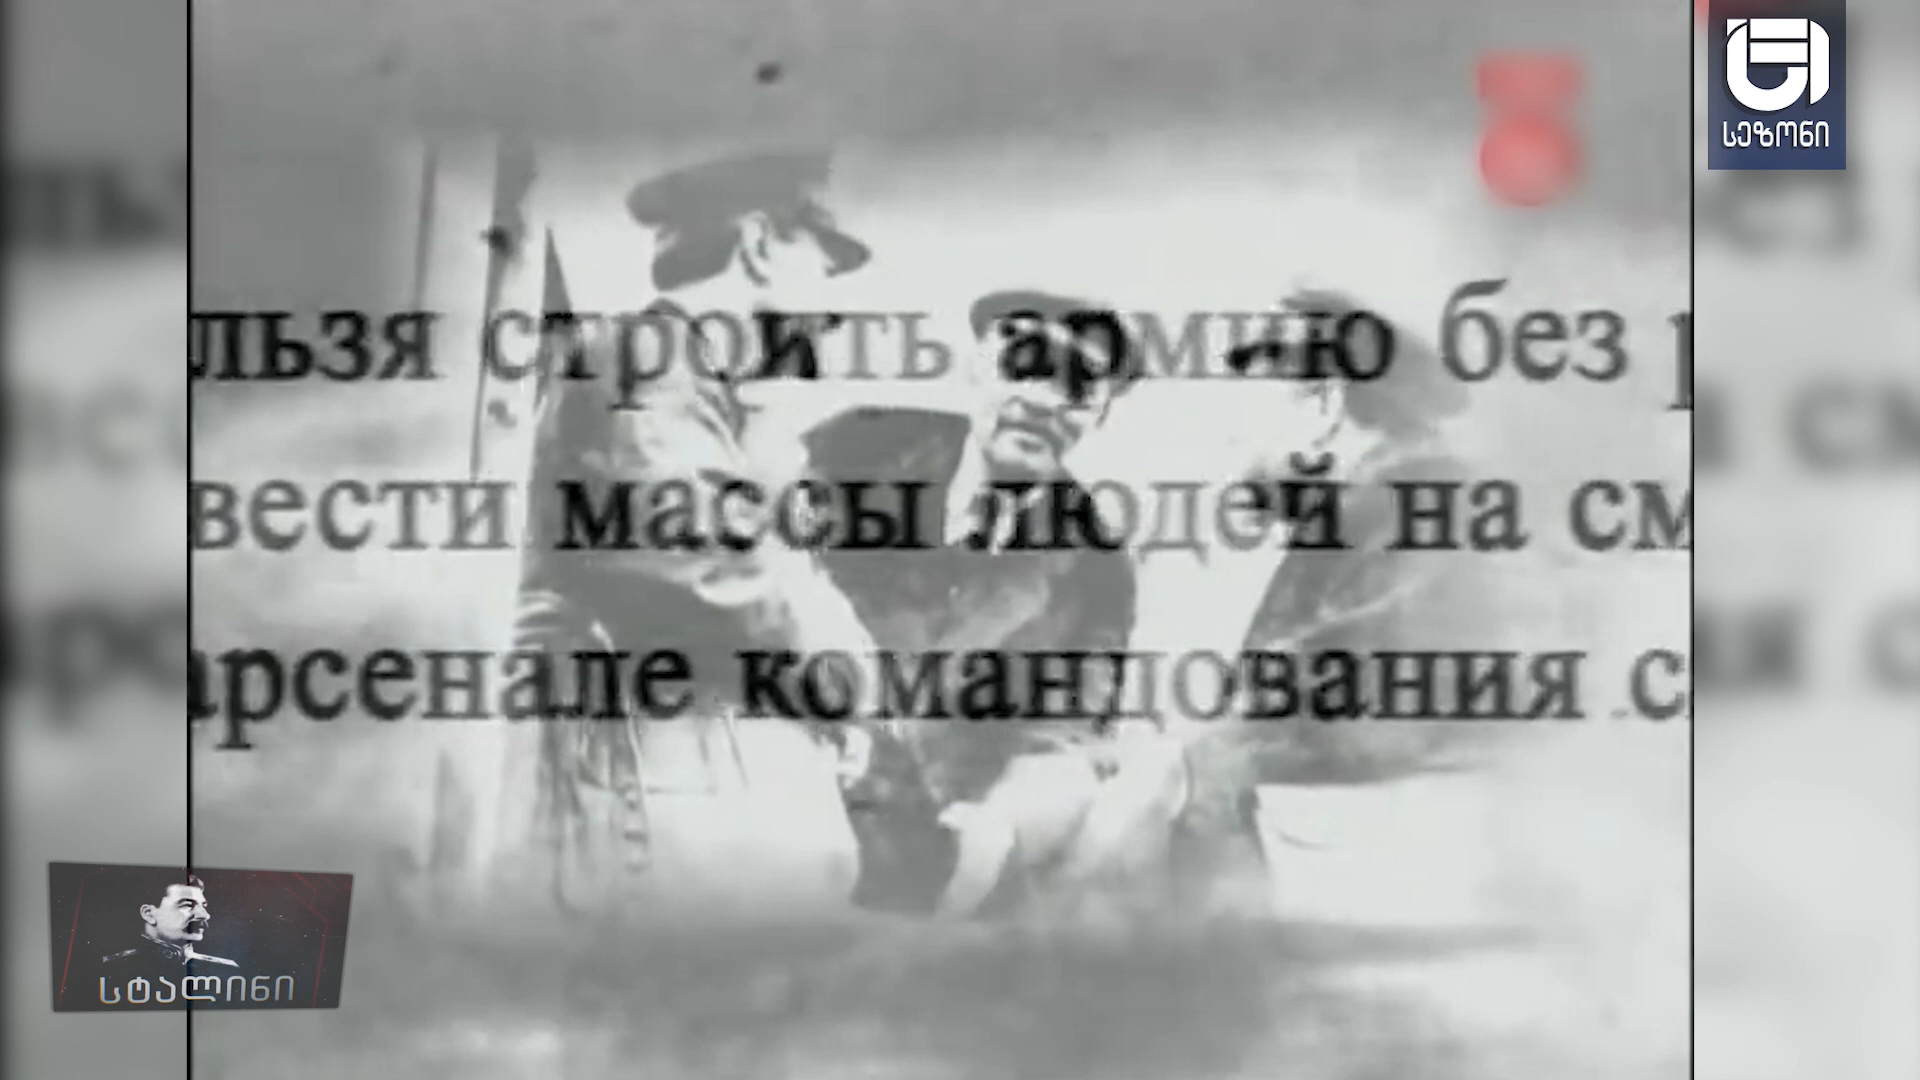 სეზონი
льзя строить армию без р
вести массы людей на см
арсенале командования с
სტალინი